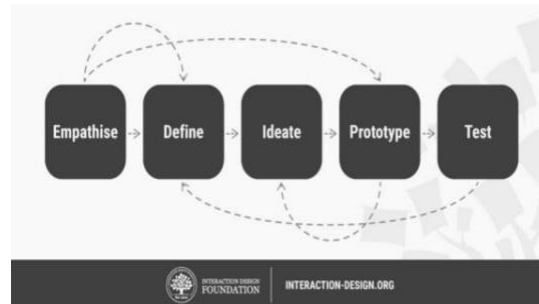 Empathise
Define
Ideate
Prototype
Test
INTERACTION DESIGN
FOUNDATION
INTERACTION-DESIGN.ORG